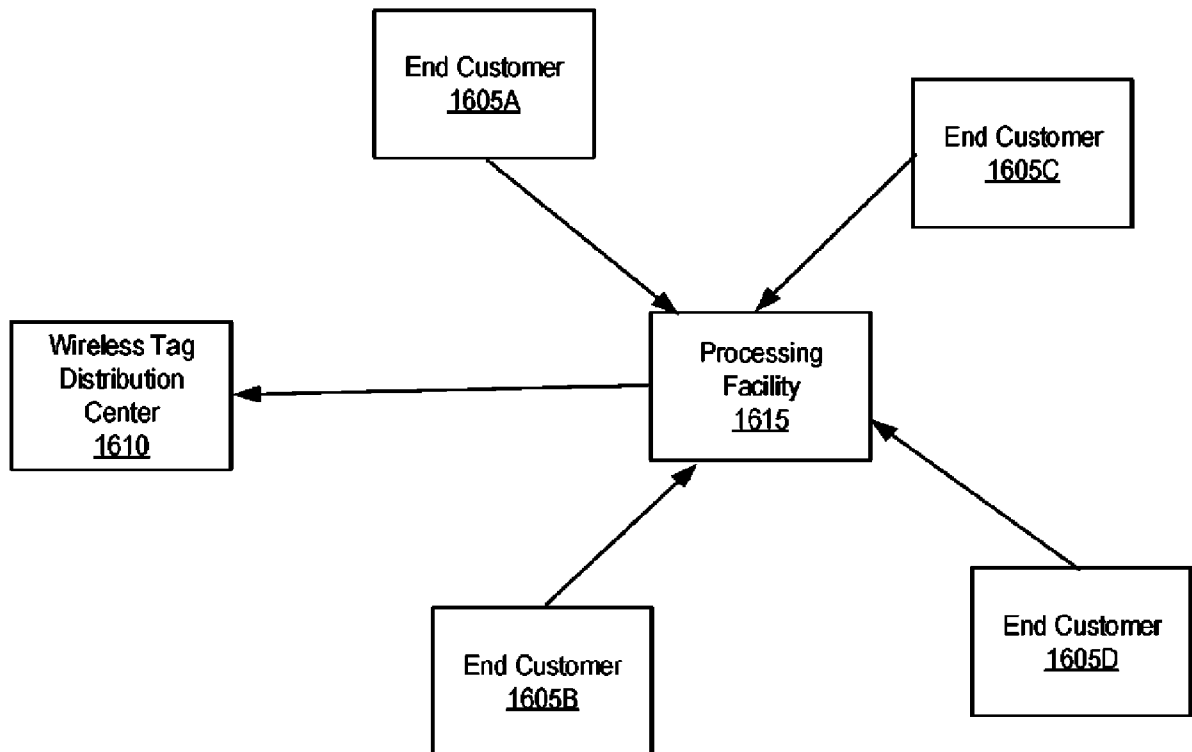 End Customer
1605A
End Customer
1605C
Wireless Tag
Distribution
Center
1610
Processing
Facility
1615
End Customer
1605B
End Customer
1605D